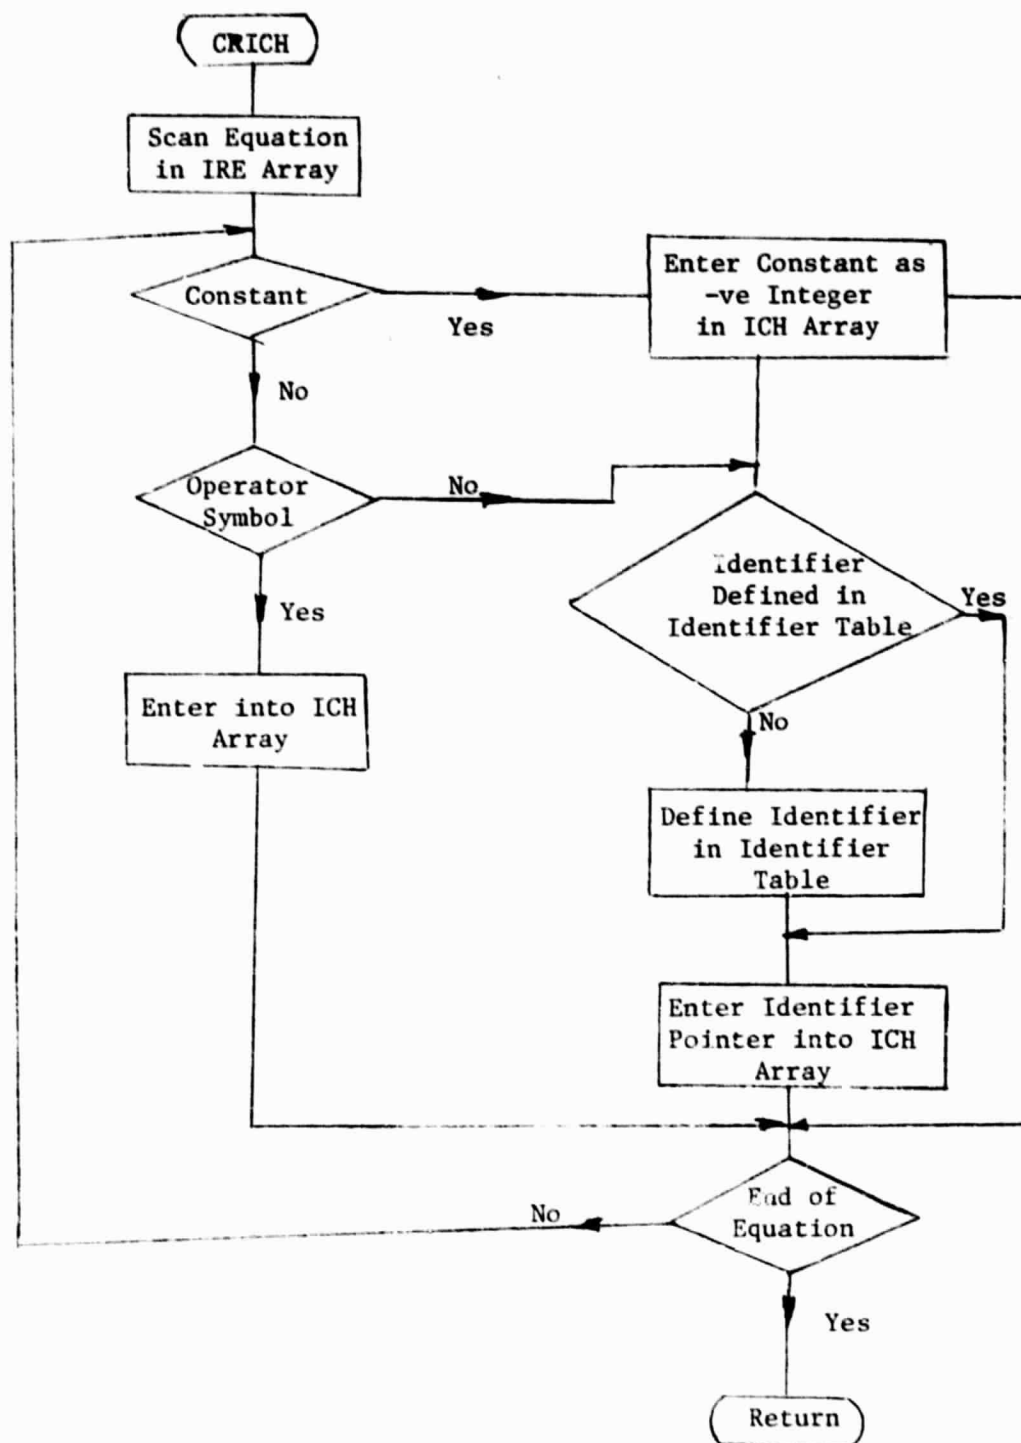 CRICH
Scan Equation
in IRE Array
Constant
Yes
Enter Constant as
-ve Integer
in ICH Array
No
Operator
Symbol
No
Identifier
Defined in
Identifier Table
Yes
Yes
Enter into ICH
Array
No
Define Identifier
in Identifier
Table
Enter Identifier
Pointer into ICH
Array
End of
Equation
No
Yes
Return